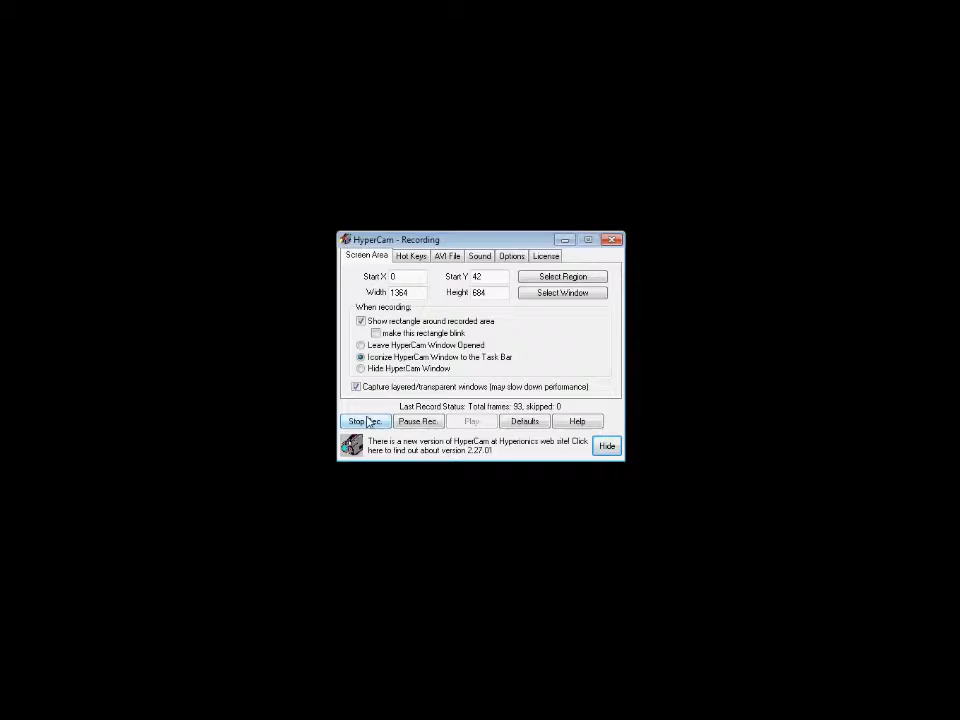 HyperCam - Recording
Screen Area Hot Keys AVI File Sound Options License
Start X 0 Start Y 42 Select Region
Width 1364 Height 684 Select Window
When recording:
Show rectangle around recorded area
make this rectangle blink
Leave HyperCam Window Opened
Iconize HyperCam Window to the Task Bar
Hide HyperCam Window
Capture layered/transparent windows (may slow down performance)
Last Record Status: Total frames: 93, skipped: 0
Stop Rec. Pause Rec. Play Defaults Help
There is a new version of HyperCam at Hyperionics web site! Click
here to find out about version 2.27.01
Hide